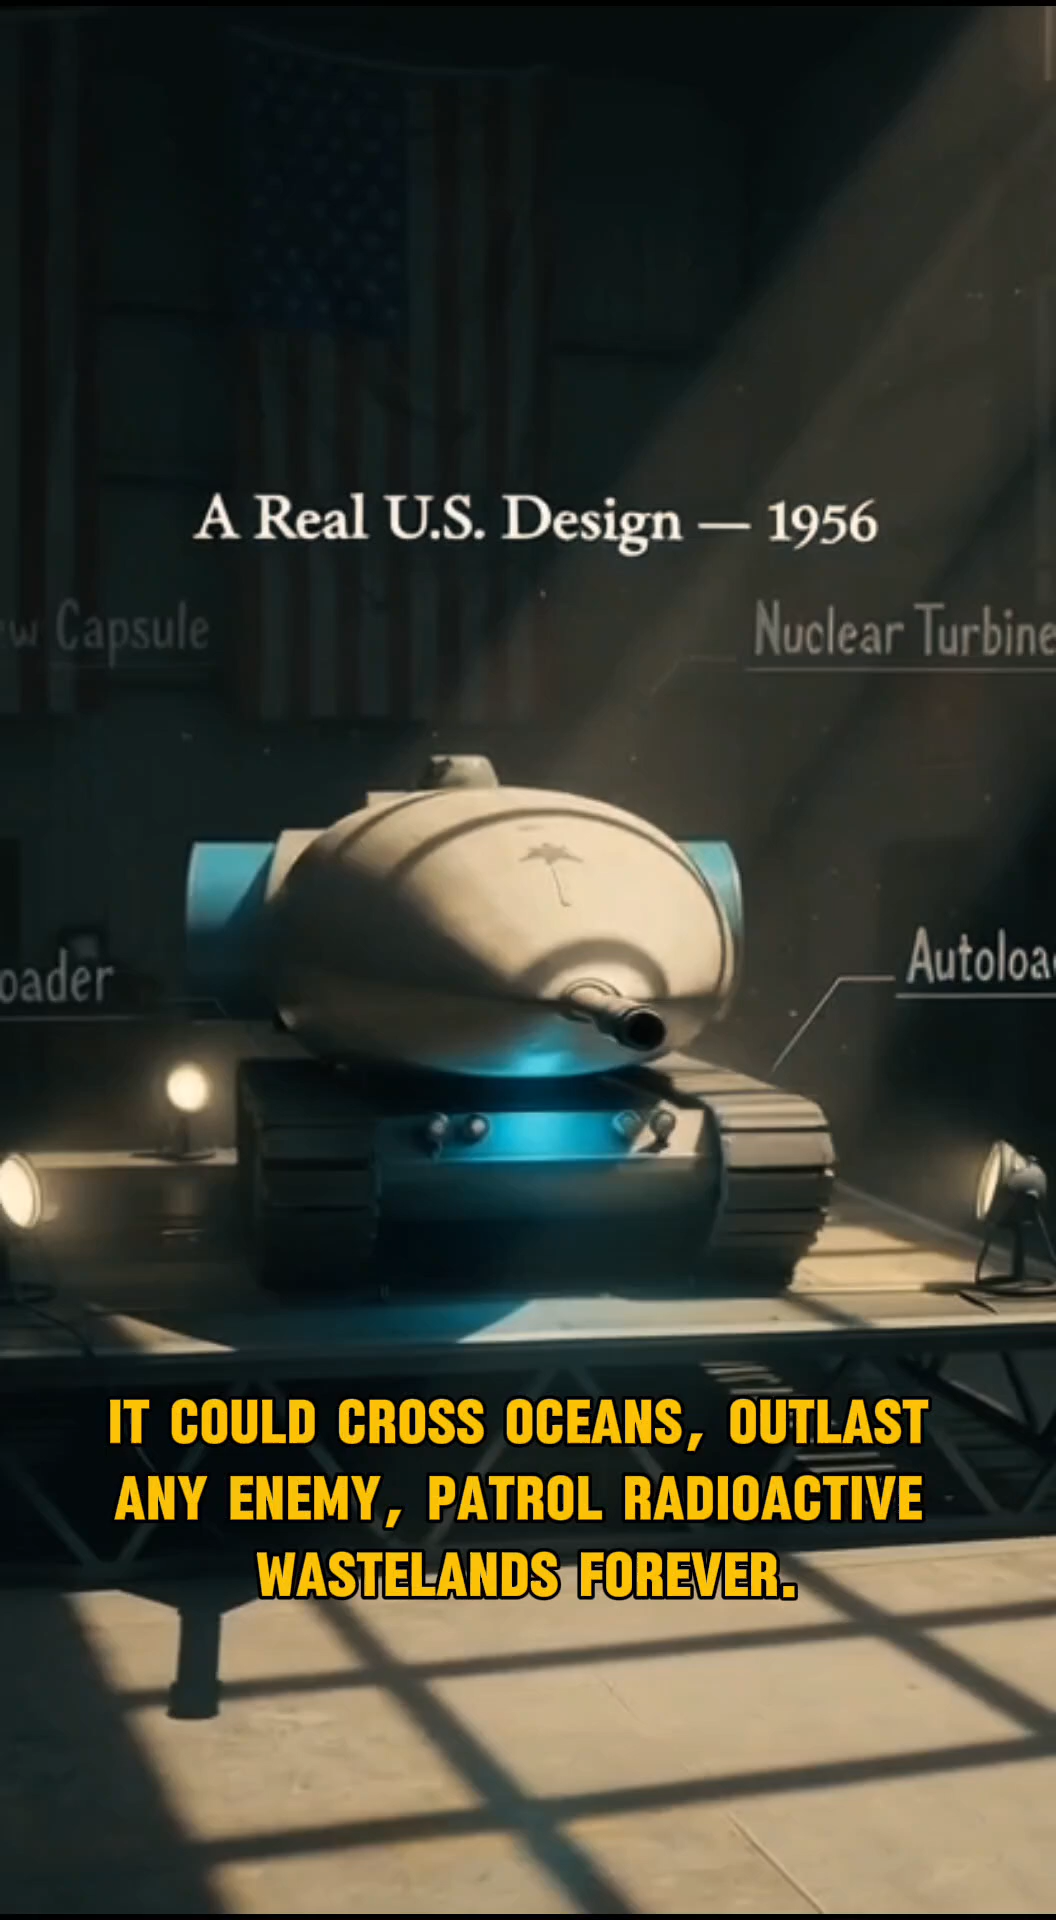 A Real U.S. Design — 1956
ew Capsule
Nuclear Turbine
oader
Autoloa
IT COULD CROSS OCEANS, OUTLAST
ANY ENEMY, PATROL RADIOACTIVE
WASTELANDS FOREVER.